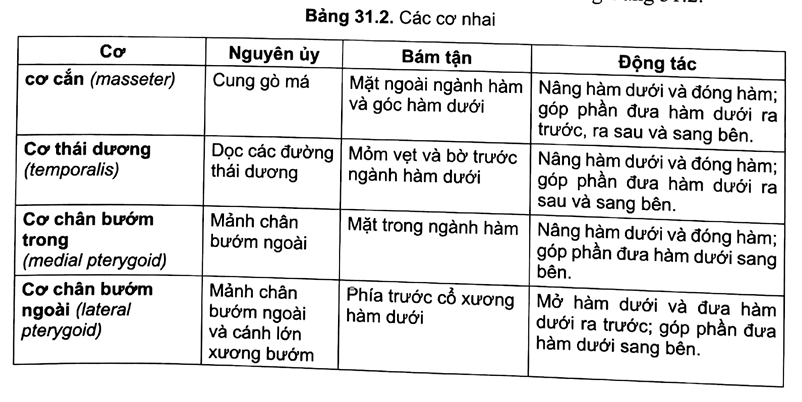 Bảng 31.2. Các cơ nhai
Cơ
Nguyên ủy
Bám tận
Động tác
cơ cắn (masseter)
Cung gò má
Mặt ngoài ngành hàm
và góc hàm dưới
Nâng hàm dưới và đóng hàm;
góp phần đưa hàm dưới ra
trước, ra sau và sang bên.
Cơ thái dương
(temporalis)
Dọc các đường
thái dương
Mỏm vẹt và bờ trước
ngành hàm dưới
Nâng hàm dưới và đóng hàm;
góp phần đưa hàm dưới ra
sau và sang bên.
Cơ chân bướm
trong
(medial pterygoid)
Mảnh chân
bướm ngoài
Mặt trong ngành hàm
Nâng hàm dưới và đóng hàm;
góp phần đưa hàm dưới sang
bên.
Cơ chân bướm
ngoài (lateral
pterygoid)
Mảnh chân
bướm ngoài
và cánh lớn
xương bướm
Phía trước cổ xương
hàm dưới
Mở hàm dưới và đưa hàm
dưới ra trước; góp phần đưa
hàm dưới sang bên.